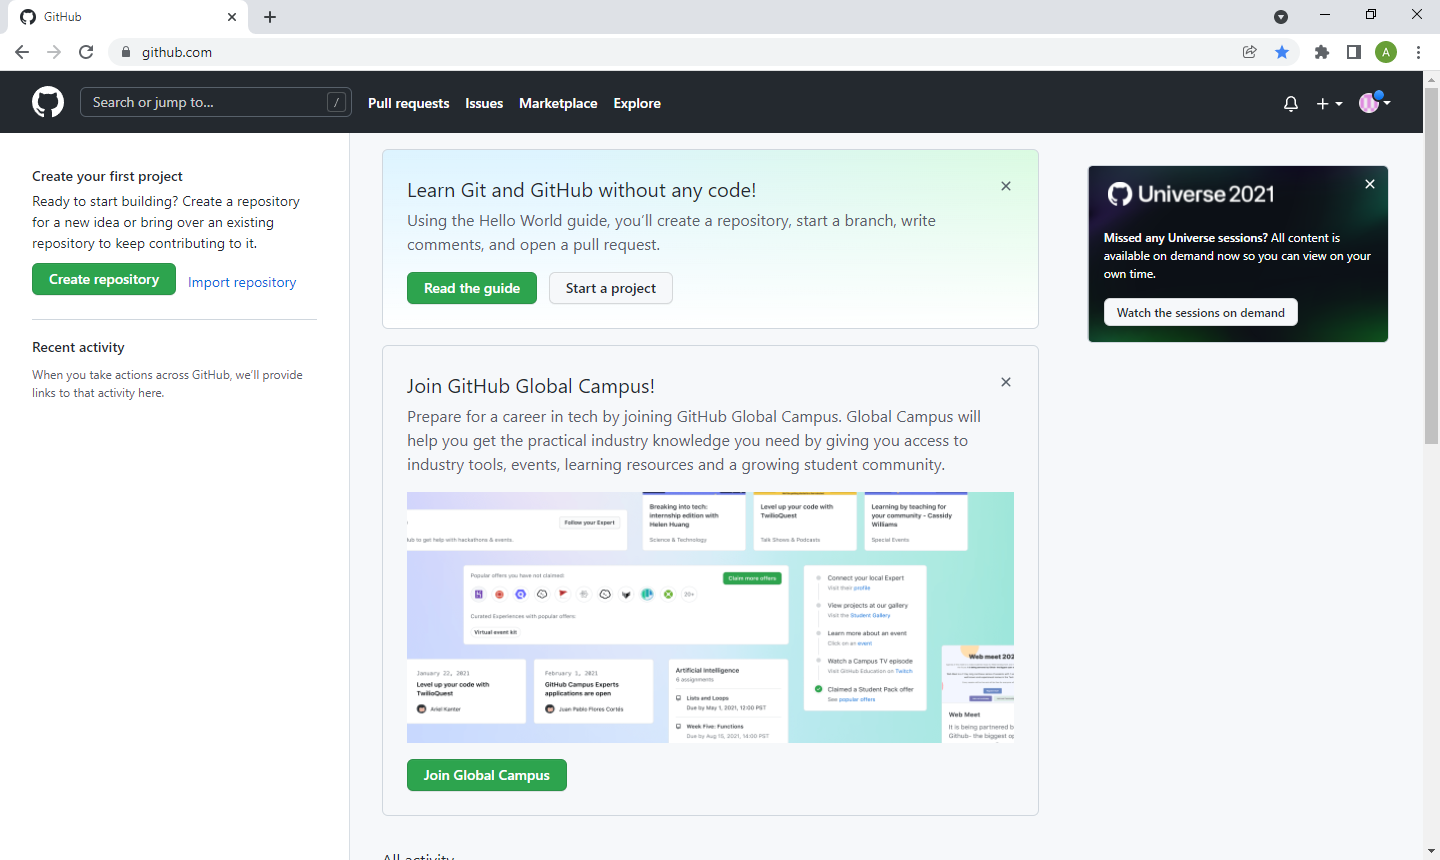 GitHub
github.com
A
Search or jump to...
/
Pull requests
Issues
Marketplace
Explore
Create your first project
Ready to start building? Create a repository
for a new idea or bring over an existing
repository to keep contributing to it.
Create repository
Import repository
Recent activity
When you take actions across GitHub, we'll provide
links to that activity here.
Learn Git and GitHub without any code!
Using the Hello World guide, you'll create a repository, start a branch, write
comments, and open a pull request.
Read the guide
Start a project
Universe 2021
Missed any Universe sessions? All content is
available on demand now so you can view on your
own time.
Watch the sessions on demand
Join GitHub Global Campus!
Prepare for a career in tech by joining GitHub Global Campus. Global Campus will
help you get the practical industry knowledge you need by giving you access to
industry tools, events, learning resources and a growing student community.
Follow your Expert
to get help with hackathons & events.
Breaking into tech:
internship edition with
Helen Huang
Science & Technology
Level up your code with
TwilioQuest
Talk Shows & Podcasts
Learning by teaching for
your community - Cassidy
Williams
Special Events
Popular offers you have not claimed:
Claim more offers
20+
Curated Experiences with popular offers:
Virtual event kit
Connect your local Expert
Visit their profile
View projects at our gallery
Visit the Student Gallery
Learn more about an event
Click on an event
Watch a Campus TV episode
Visit GitHub Education on Twitch
Claimed a Student Pack offer
See popular offers
January 22, 2021
Level up your code with
TwilioQuest
Ariel Kanter
February 1, 2021
GitHub Campus Experts
applications are open
Juan Pablo Flores Cortés
Artificial Intelligence
6 assignments
Lists and Loops
Due by May 1, 2021, 12:00 PST
Week Five: Functions
Due by Aug 15, 2021, 14:00 PST
Web meet 202
Web Meet
It is being partnered b
Github- the biggest op
Join Global Campus
All activity